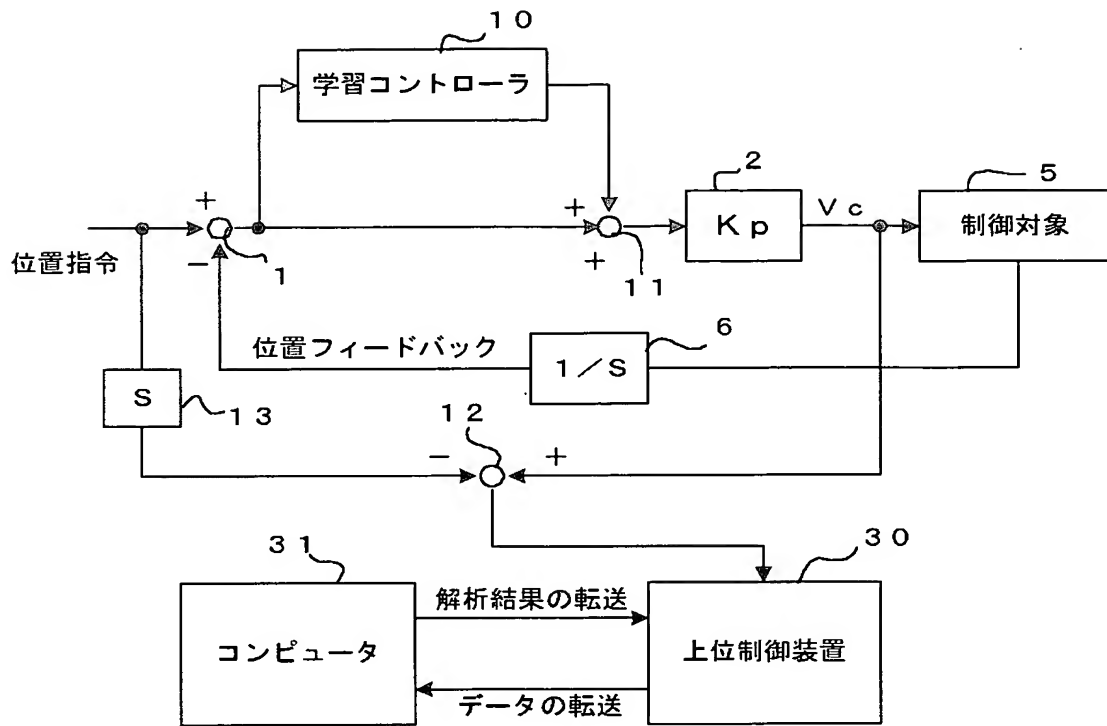 10
学習コントローラ
2
5
+
+
Kp
Vc
制御対象
位置指令
-
1
+
11
6
位置フィードバック
1/S
S
13
12
-
+
31
30
解析結果の転送
コンピュータ
上位制御装置
データの転送